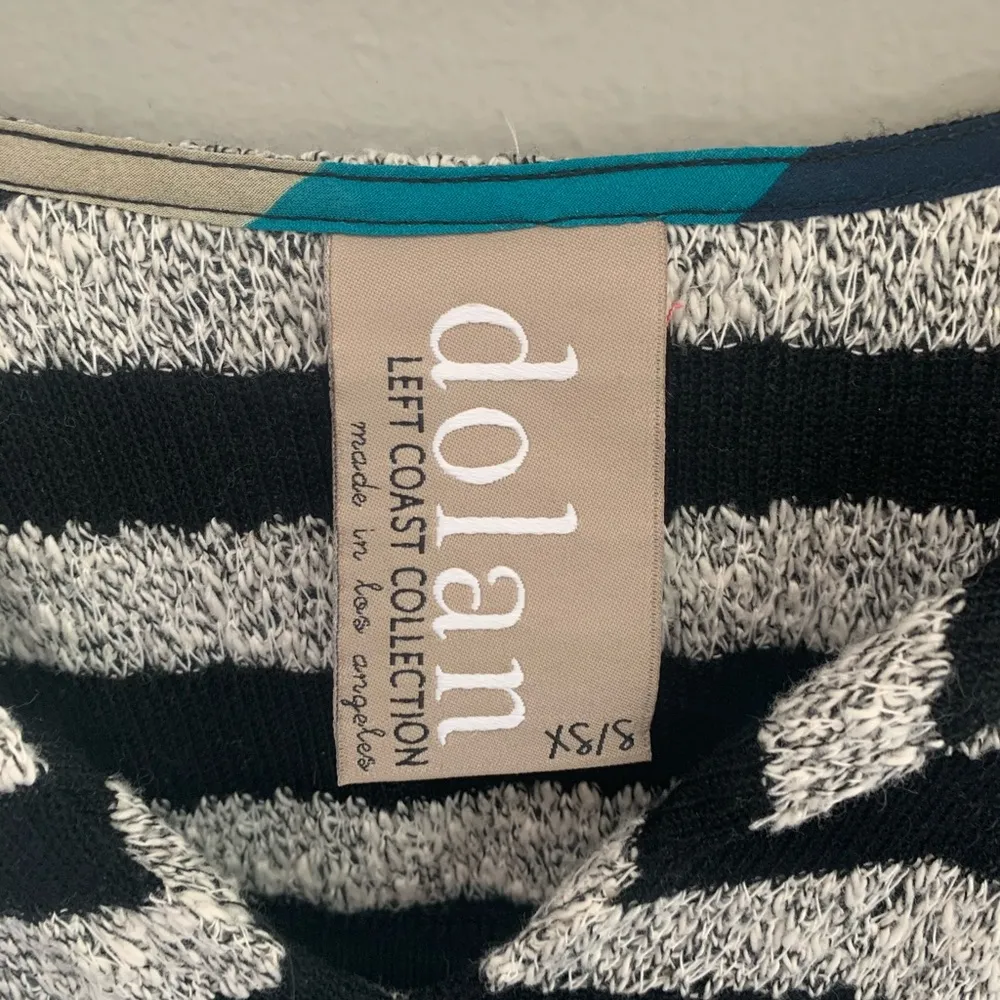 dolan
LEFT COAST COLLECTION
made in los angeles
XS/S